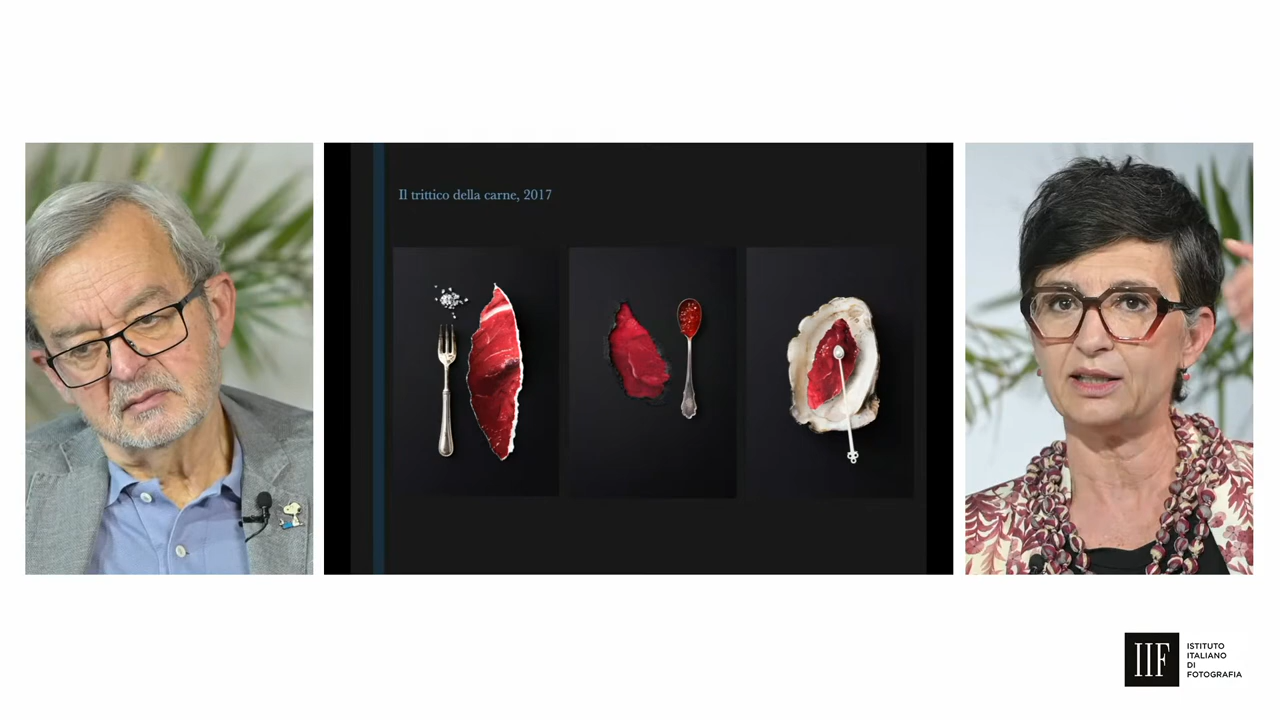 Il trittico della carne, 2017
IIF
ISTITUTO
ITALIANO
DI
FOTOGRAFIA